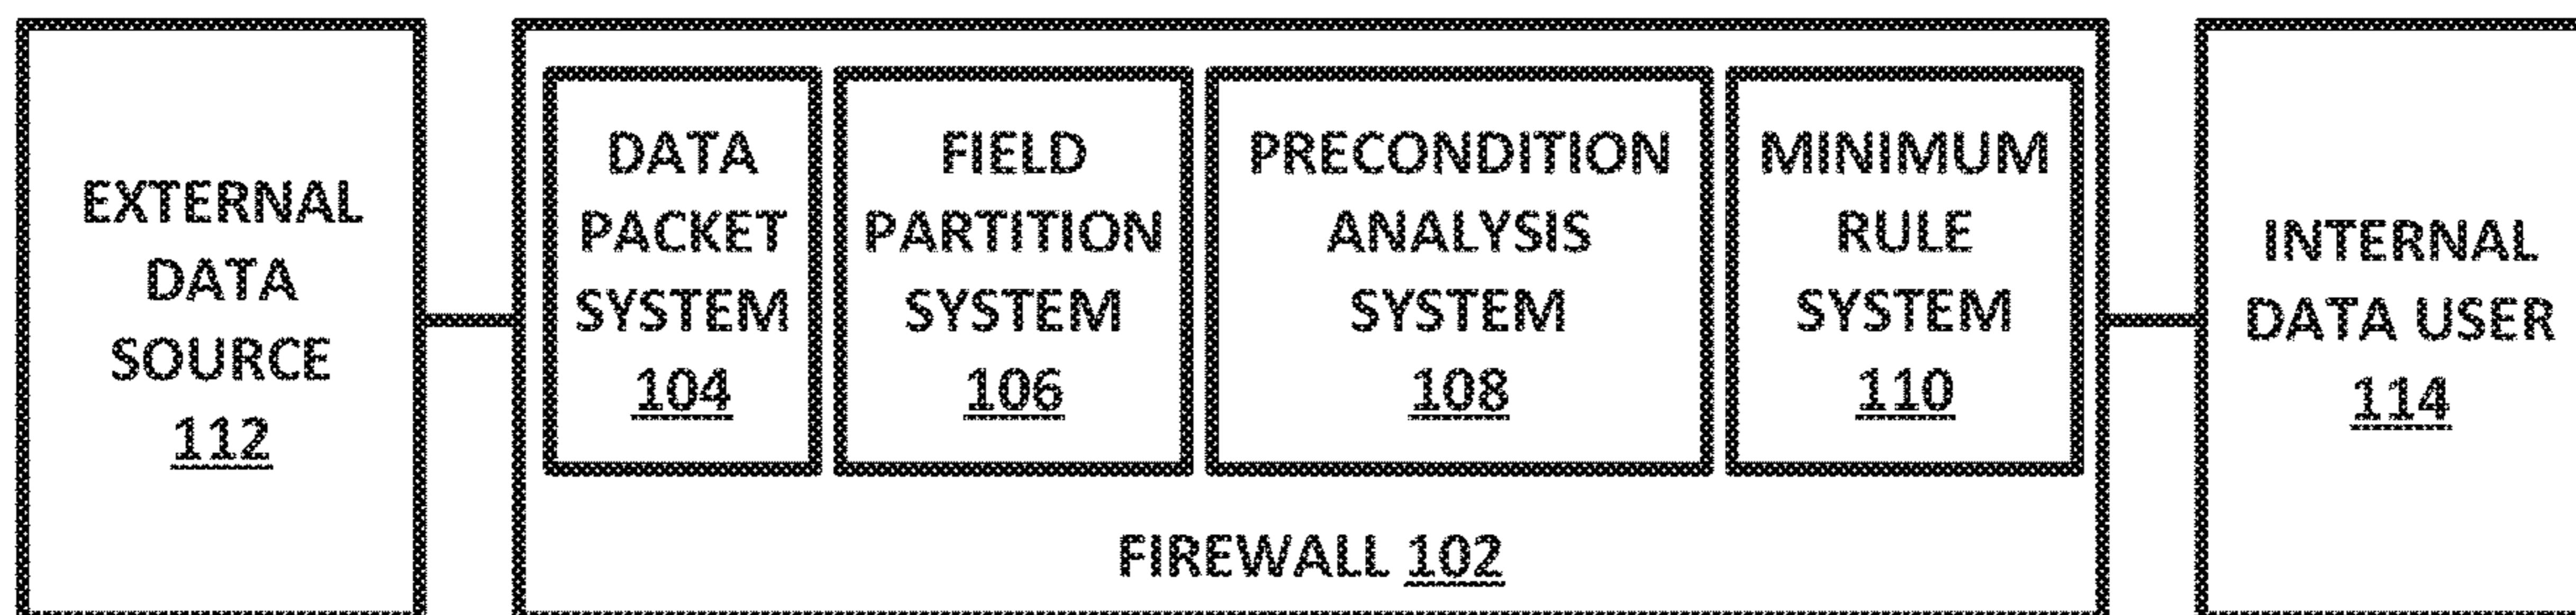 EXTERNAL
DATA
SOURCE
112
DATA
PACKET
SYSTEM
104
FIELD
PARTITION
SYSTEM
106
PRECONDITION
ANALYSIS
SYSTEM
108
MINIMUM
RULE
SYSTEM
110
FIREWALL 102
INTERNAL
DATA USER
114